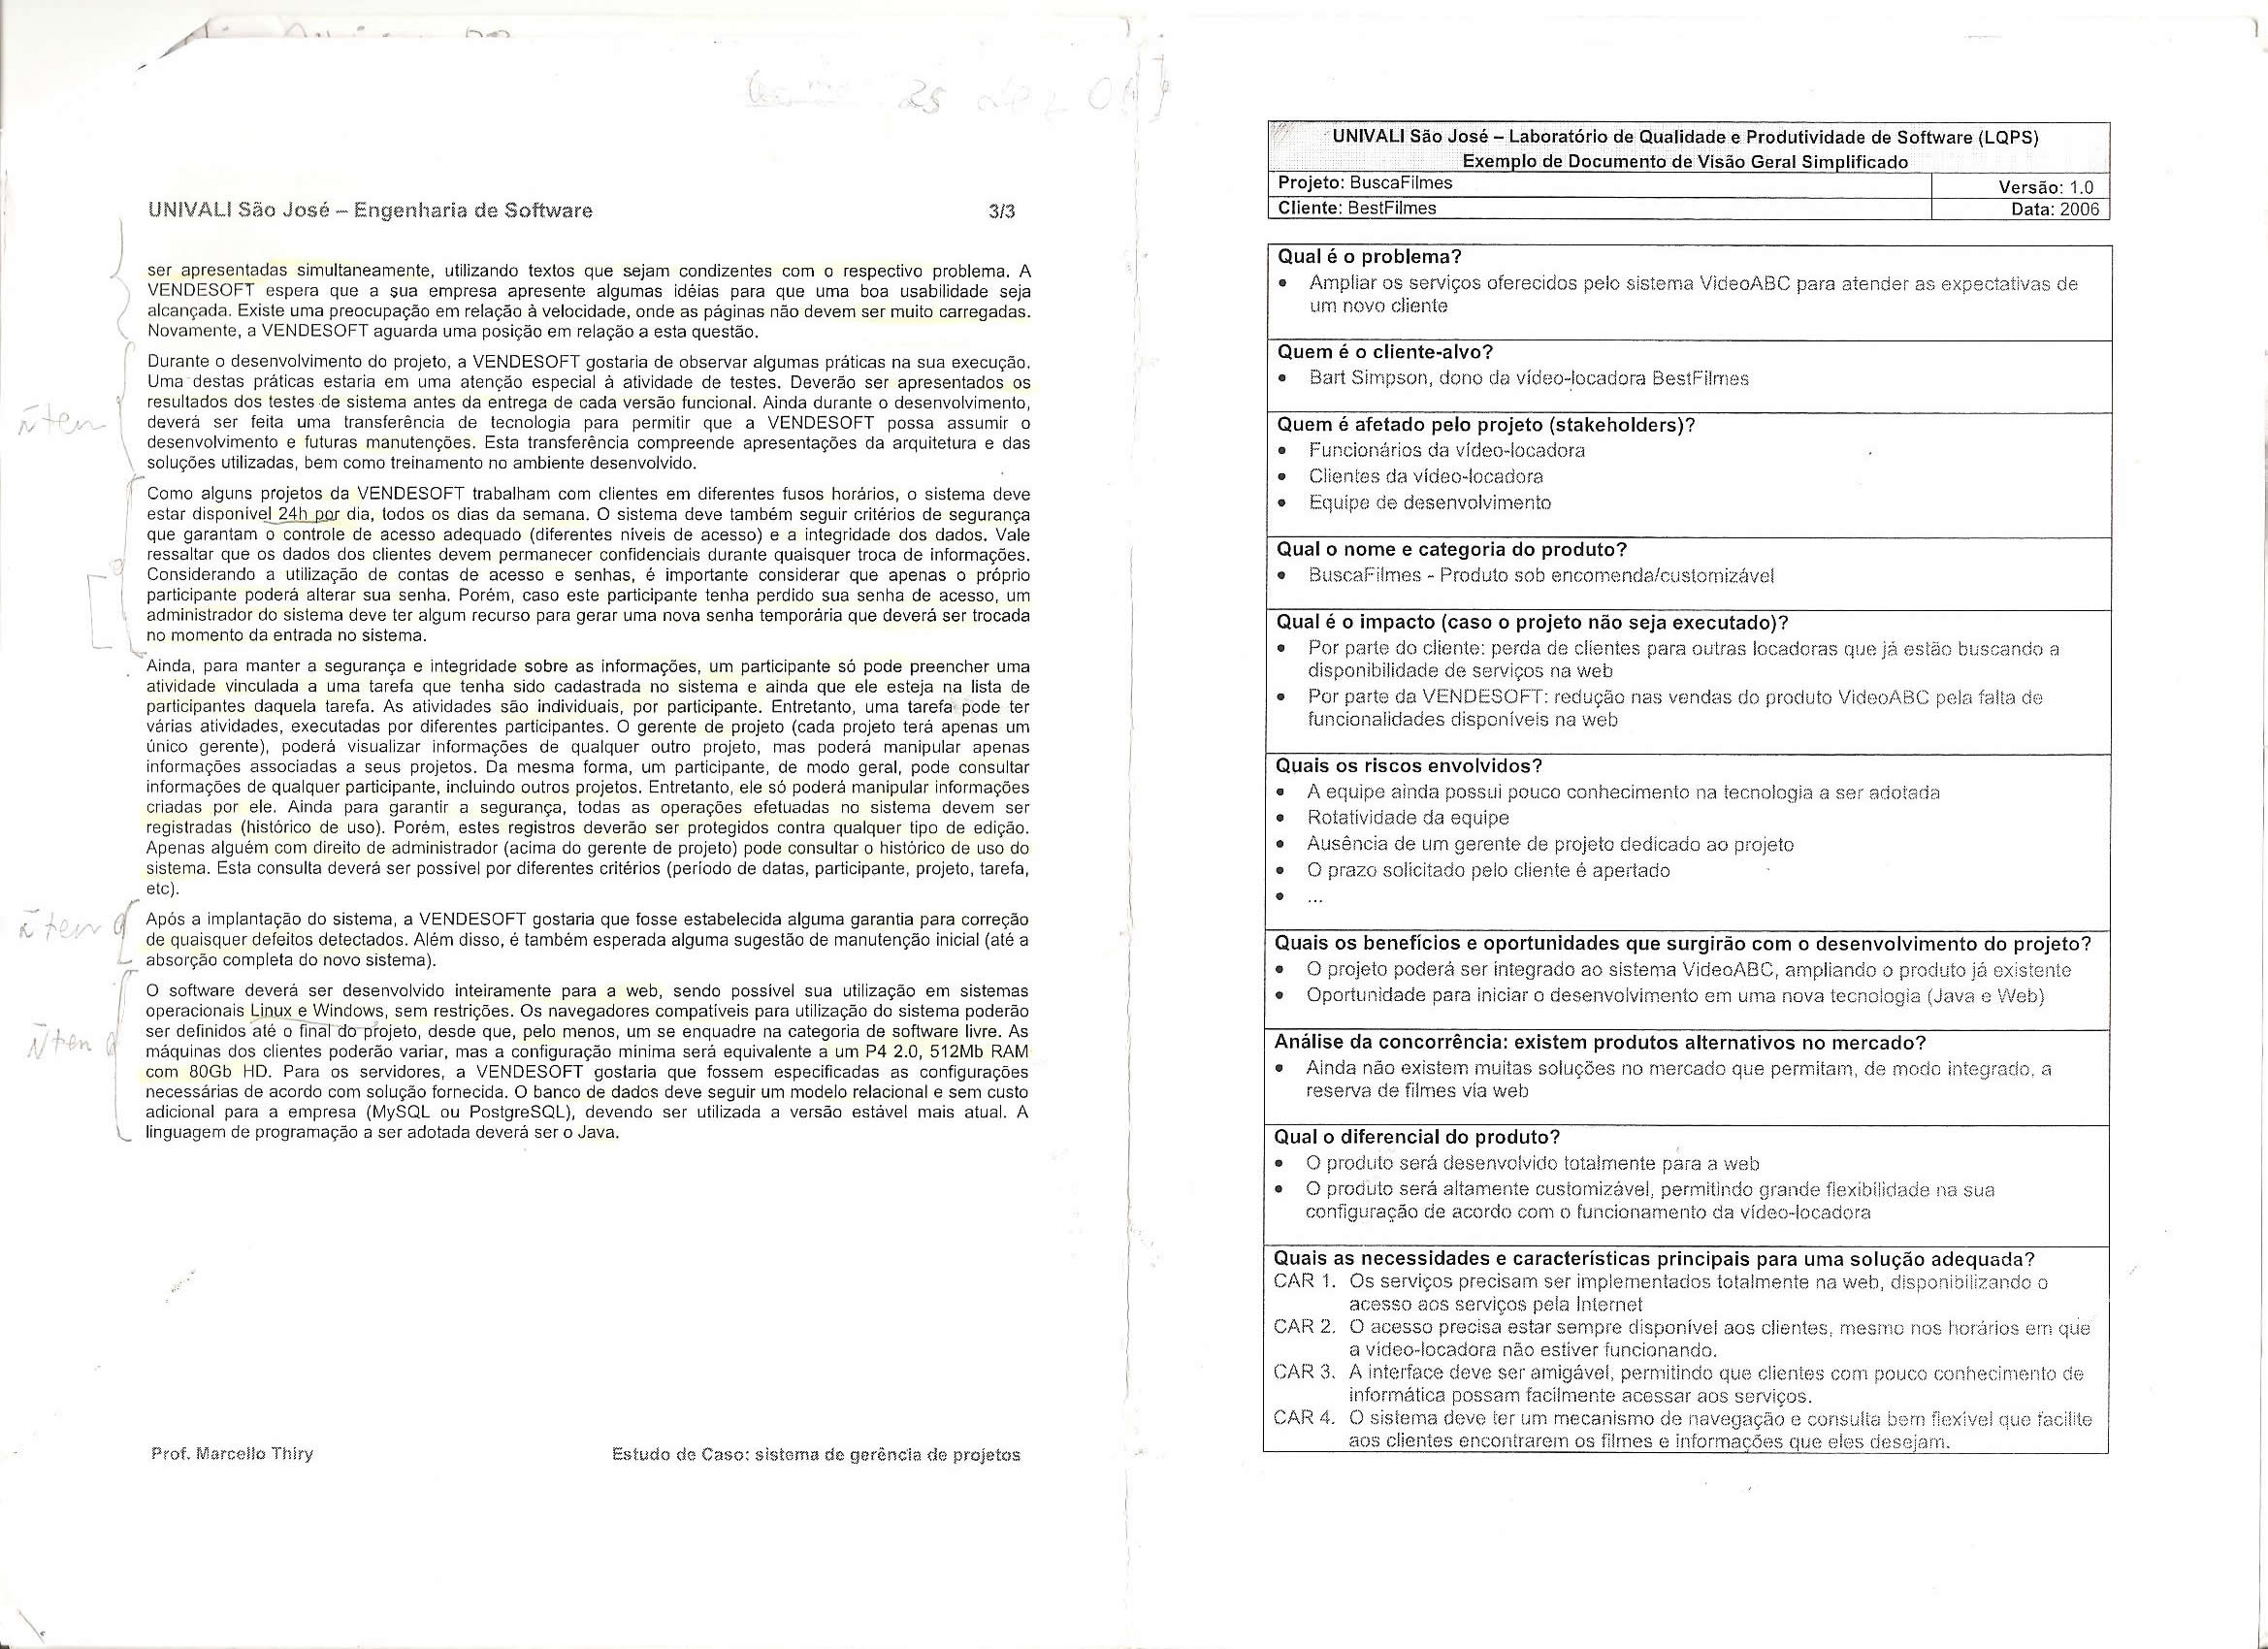 UNIVALI São José – Engenharia de Software 3/3
ser apresentadas simultaneamente, utilizando textos que sejam condizentes com o respectivo problema. A
VENDESOFT espera que a sua empresa apresente algumas idéias para que uma boa usabilidade seja
alcançada. Existe uma preocupação em relação à velocidade, onde as páginas não devem ser muito carregadas.
Novamente, a VENDESOFT aguarda uma posição em relação a esta questão.
Durante o desenvolvimento do projeto, a VENDESOFT gostaria de observar algumas práticas na sua execução.
Uma destas práticas estaria em uma atenção especial à atividade de testes. Deverão ser apresentados os
resultados dos testes de sistema antes da entrega de cada versão funcional. Ainda durante o desenvolvimento,
deverá ser feita uma transferência de tecnologia para permitir que a VENDESOFT possa assumir o
desenvolvimento e futuras manutenções. Esta transferência compreende apresentações da arquitetura e das
soluções utilizadas, bem como treinamento no ambiente desenvolvido.
ñ ten
Como alguns projetos da VENDESOFT trabalham com clientes em diferentes fusos horários, o sistema deve
estar disponível 24h por dia, todos os dias da semana. O sistema deve também seguir critérios de segurança
que garantam o controle de acesso adequado (diferentes níveis de acesso) e a integridade dos dados. Vale
ressaltar que os dados dos clientes devem permanecer confidenciais durante quaisquer troca de informações.
Considerando a utilização de contas de acesso e senhas, é importante considerar que apenas o próprio
participante poderá alterar sua senha. Porém, caso este participante tenha perdido sua senha de acesso, um
administrador do sistema deve ter algum recurso para gerar uma nova senha temporária que deverá ser trocada
no momento da entrada no sistema.
Ainda, para manter a segurança e integridade sobre as informações, um participante só pode preencher uma
atividade vinculada a uma tarefa que tenha sido cadastrada no sistema e ainda que ele esteja na lista de
participantes daquela tarefa. As atividades são individuais, por participante. Entretanto, uma tarefa pode ter
várias atividades, executadas por diferentes participantes. O gerente de projeto (cada projeto terá apenas um
único gerente), poderá visualizar informações de qualquer outro projeto, mas poderá manipular apenas
informações associadas a seus projetos. Da mesma forma, um participante, de modo geral, pode consultar
informações de qualquer participante, incluindo outros projetos. Entretanto, ele só poderá manipular informações
criadas por ele. Ainda para garantir a segurança, todas as operações efetuadas no sistema devem ser
registradas (histórico de uso). Porém, estes registros deverão ser protegidos contra qualquer tipo de edição.
Apenas alguém com direito de administrador (acima do gerente de projeto) pode consultar o histórico de uso do
sistema. Esta consulta deverá ser possível por diferentes critérios (período de datas, participante, projeto, tarefa,
etc).
ñ ten
Após a implantação do sistema, a VENDESOFT gostaria que fosse estabelecida alguma garantia para correção
de quaisquer defeitos detectados. Além disso, é também esperada alguma sugestão de manutenção inicial (até a
absorção completa do novo sistema).
ñ ten
O software deverá ser desenvolvido inteiramente para a web, sendo possível sua utilização em sistemas
operacionais Linux e Windows, sem restrições. Os navegadores compatíveis para utilização do sistema poderão
ser definidos até o final do projeto, desde que, pelo menos, um se enquadre na categoria de software livre. As
máquinas dos clientes poderão variar, mas a configuração mínima será equivalente a um P4 2.0, 512Mb RAM
com 80Gb HD. Para os servidores, a VENDESOFT gostaria que fossem especificadas as configurações
necessárias de acordo com solução fornecida. O banco de dados deve seguir um modelo relacional e sem custo
adicional para a empresa (MySQL ou PostgreSQL), devendo ser utilizada a versão estável mais atual. A
linguagem de programação a ser adotada deverá ser o Java.
Prof. Marcello Thiry Estudo de Caso: sistema de gerência de projetos
UNIVALI São José – Laboratório de Qualidade e Produtividade de Software (LQPS)
Exemplo de Documento de Visão Geral Simplificado
Projeto: BuscaFilmes Versão: 1.0
Cliente: BestFilmes Data: 2006
Qual é o problema?
• Ampliar os serviços oferecidos pelo sistema VideoABC para atender as expectativas de
um novo cliente
Quem é o cliente-alvo?
• Bart Simpson, dono da vídeo-locadora BestFilmes
Quem é afetado pelo projeto (stakeholders)?
• Funcionários da vídeo-locadora
• Clientes da vídeo-locadora
• Equipe de desenvolvimento
Qual o nome e categoria do produto?
• BuscaFilmes - Produto sob encomenda/customizável
Qual é o impacto (caso o projeto não seja executado)?
• Por parte do cliente: perda de clientes para outras locadoras que já estão buscando a
disponibilidade de serviços na web
• Por parte da VENDESOFT: redução nas vendas do produto VideoABC pela falta de
funcionalidades disponíveis na web
Quais os riscos envolvidos?
• A equipe ainda possui pouco conhecimento na tecnologia a ser adotada
• Rotatividade da equipe
• Ausência de um gerente de projeto dedicado ao projeto
• O prazo solicitado pelo cliente é apertado
• ...
Quais os benefícios e oportunidades que surgirão com o desenvolvimento do projeto?
• O projeto poderá ser integrado ao sistema VideoABC, ampliando o produto já existente
• Oportunidade para iniciar o desenvolvimento em uma nova tecnologia (Java e Web)
Análise da concorrência: existem produtos alternativos no mercado?
• Ainda não existem muitas soluções no mercado que permitam, de modo integrado, a
reserva de filmes via web
Qual o diferencial do produto?
• O produto será desenvolvido totalmente para a web
• O produto será altamente customizável, permitindo grande flexibilidade na sua
configuração de acordo com o funcionamento da vídeo-locadora
Quais as necessidades e características principais para uma solução adequada?
CAR 1. Os serviços precisam ser implementados totalmente na web, disponibilizando o
acesso aos serviços pela Internet
CAR 2. O acesso precisa estar sempre disponível aos clientes, mesmo nos horários em que
a vídeo-locadora não estiver funcionando.
CAR 3. A interface deve ser amigável, permitindo que clientes com pouco conhecimento de
informática possam facilmente acessar aos serviços.
CAR 4. O sistema deve ter um mecanismo de navegação e consulta bem flexível que facilite
aos clientes encontrarem os filmes e informações que eles desejam.